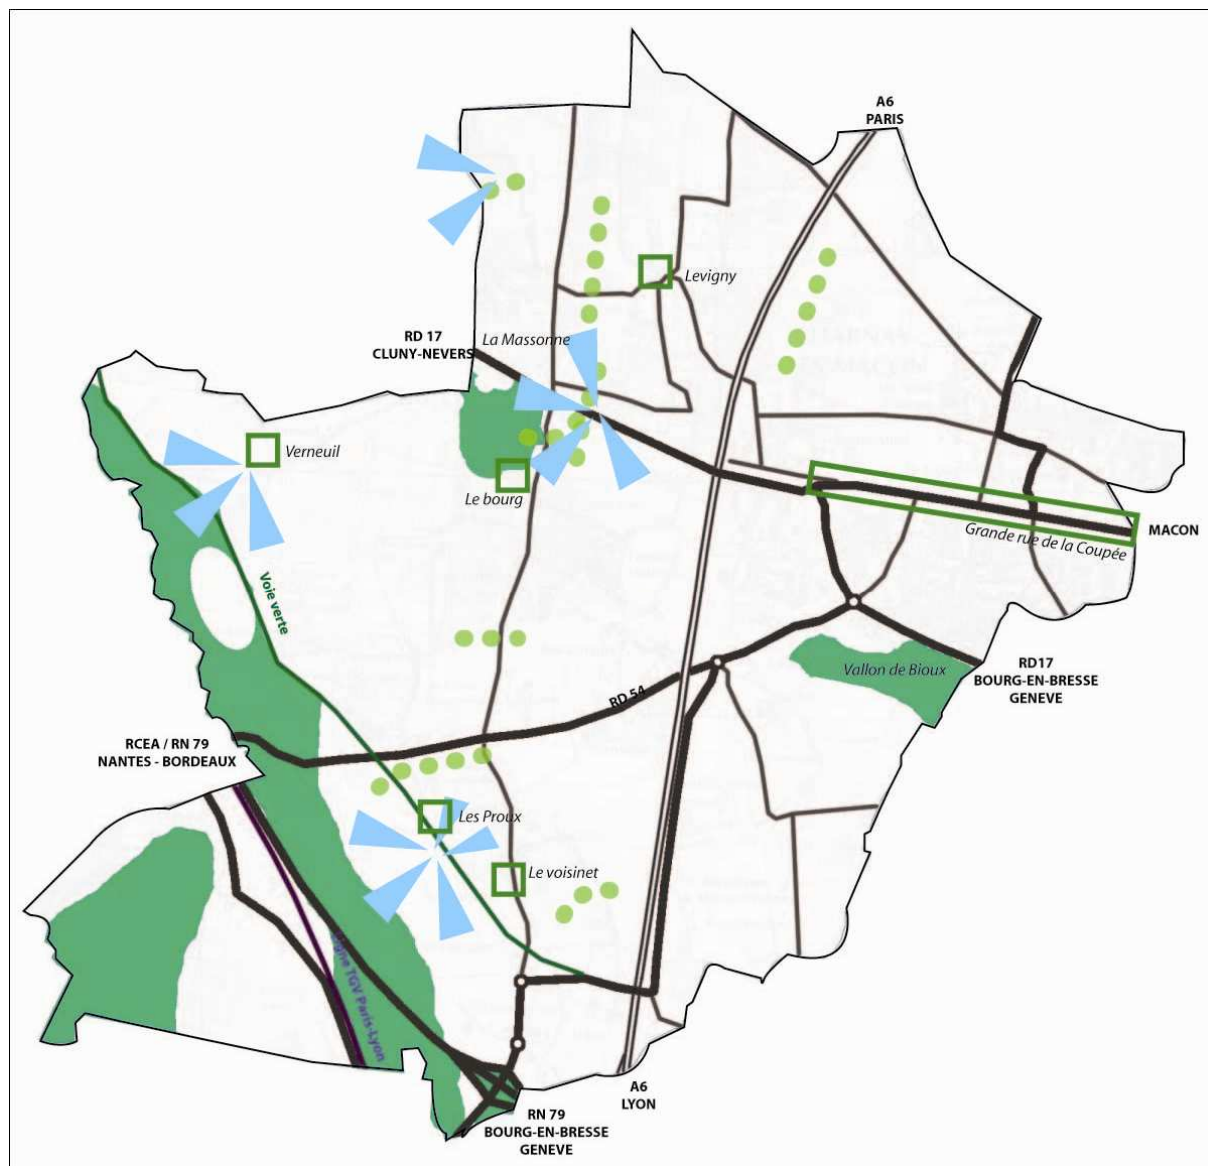 A6
PARIS
Levigny
RD 17
CLUNY-NEVERS
La Massonne
Verneuil
Le bourg
Grande rue de la Coupée
MACON
Voie verte
Vallon de Bioux
RD17
BOURG-EN-BRESSE
GENEVE
RD 54
RCEA / RN 79
NANTES - BORDEAUX
Les Proux
Le voisinet
Ligne TGV Paris-Lyon
A6
LYON
RN 79
BOURG-EN-BRESSE
GENEVE